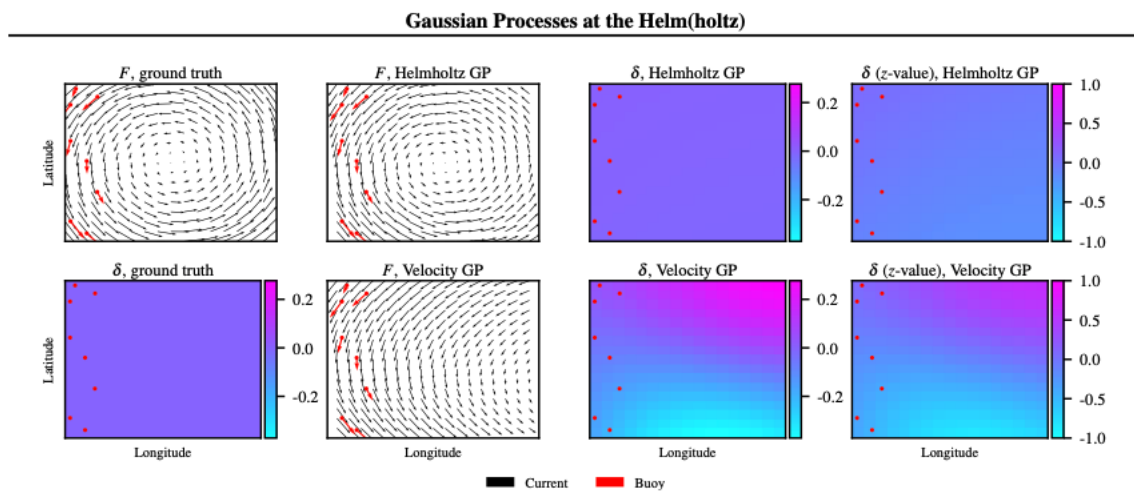 Gaussian Processes at the Helm(holtz)
F, ground truth
F, Helmholtz GP
δ, Helmholtz GP
δ (z-value), Helmholtz GP
Latitude
0.2
0.0
-0.2
1.0
0.5
0.0
-0.5
-1.0
δ, ground truth
F, Velocity GP
δ, Velocity GP
δ (z-value), Velocity GP
Latitude
0.2
0.0
-0.2
0.2
0.0
-0.2
1.0
0.5
0.0
-0.5
-1.0
Longitude
Longitude
Longitude
Longitude
Current
Buoy